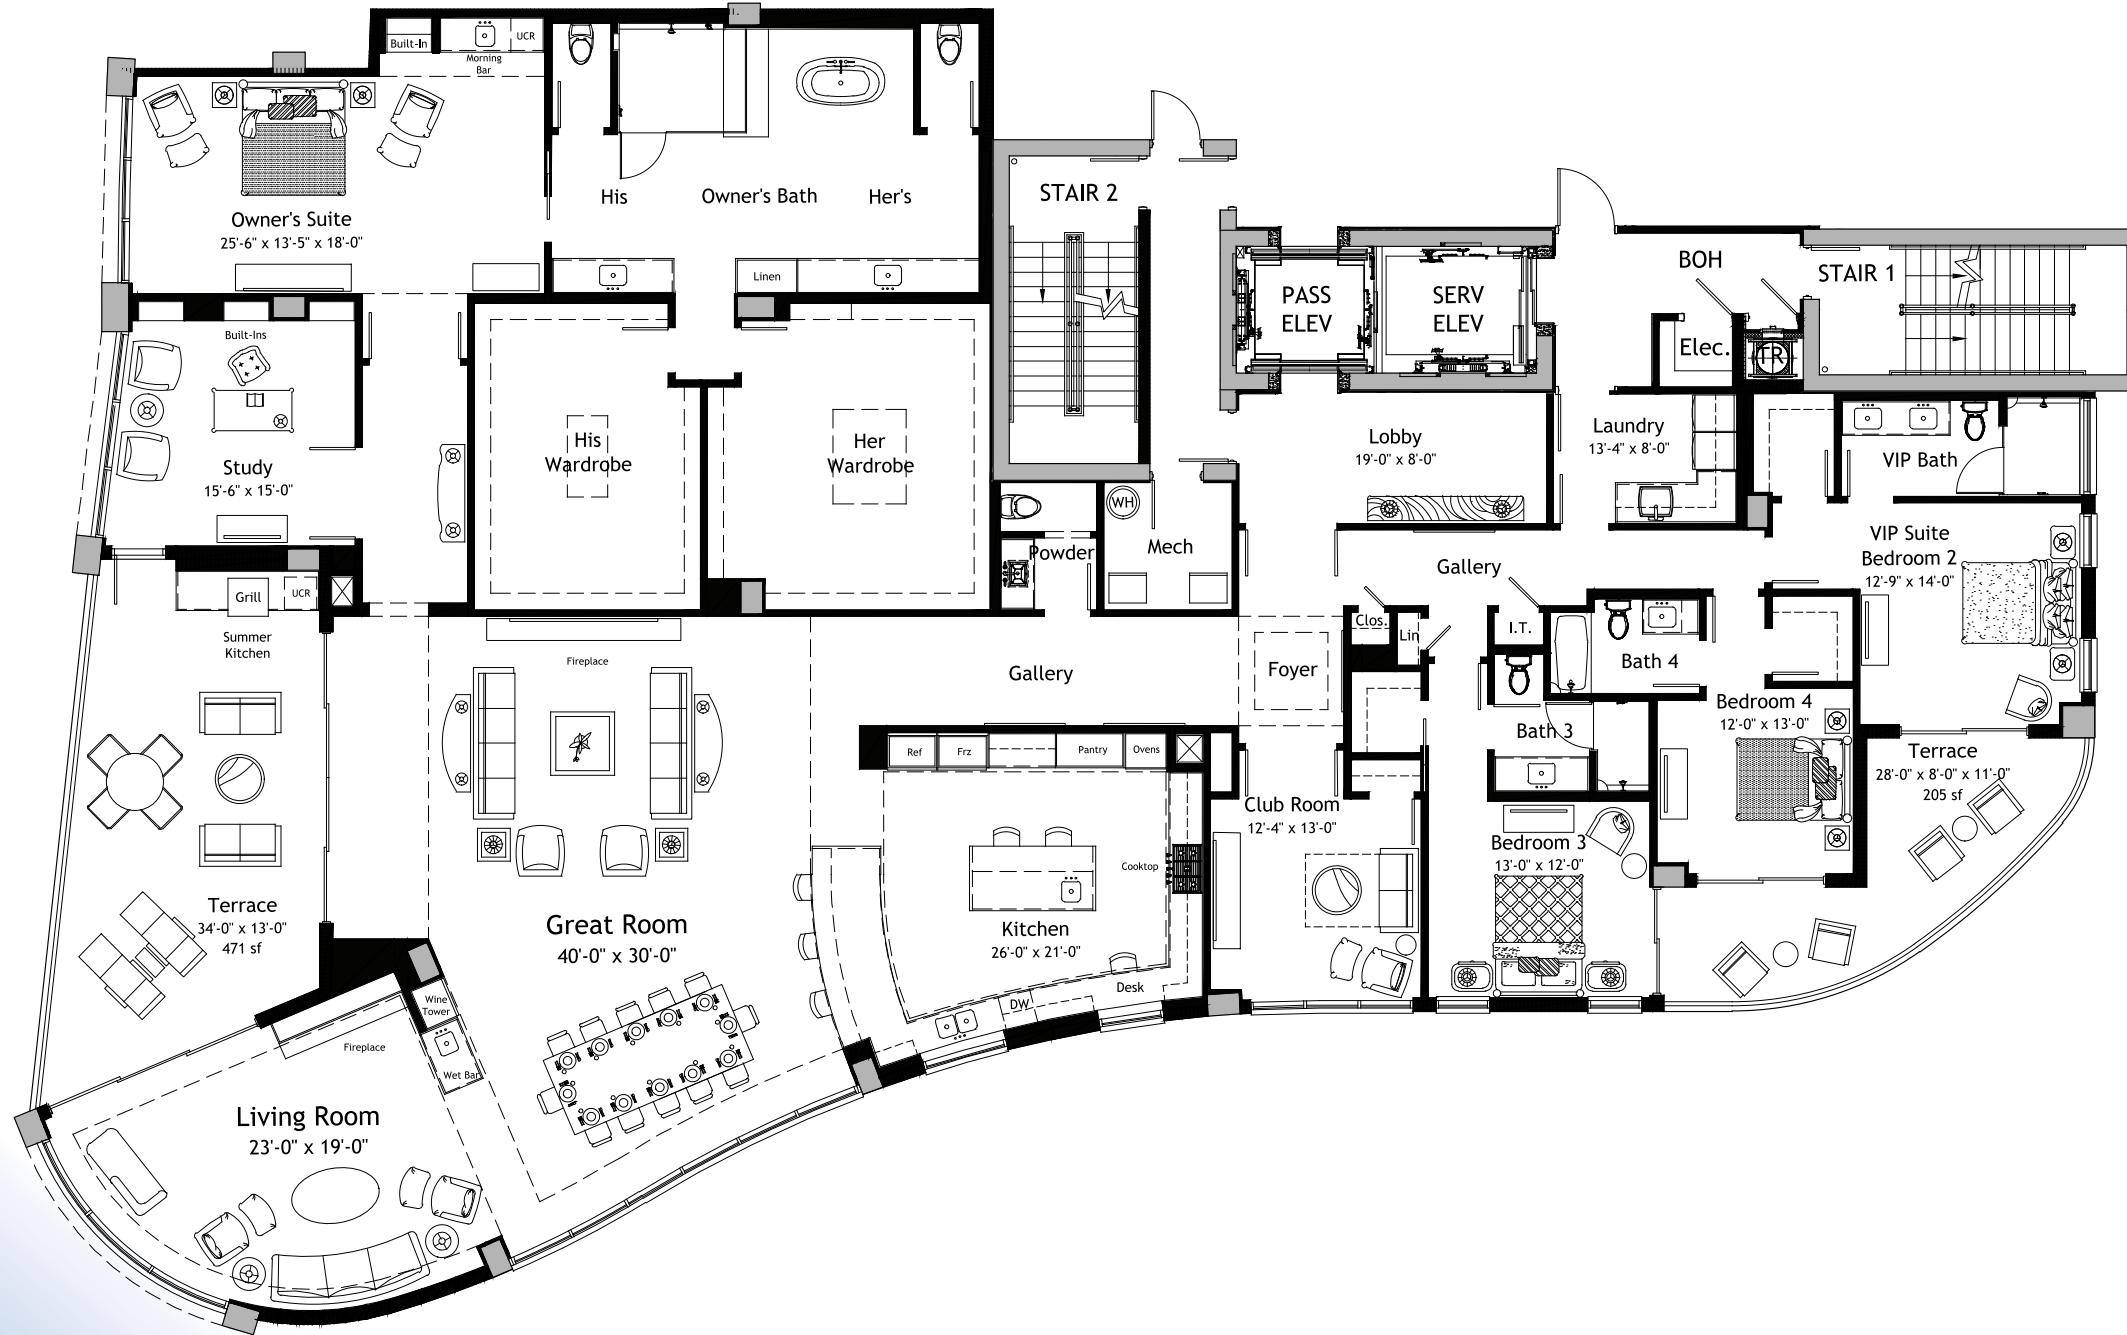 Built-In
UCR
Morning
Bar
Owner's Suite
25'-6" x 13'-5" x 18'-0"
His
Owner's Bath
Her's
Linen
STAIR 2
PASS
ELEV
SERV
ELEV
BOH
STAIR 1
Elec.
TR
Built-Ins
Study
15'-6" x 15'-0"
His
Wardrobe
Her
Wardrobe
Lobby
19'-0" x 8'-0"
Laundry
13'-4" x 8'-0"
VIP Bath
WH
Mech
Powder
Gallery
VIP Suite
Bedroom 2
12'-9" x 14'-0"
Grill
UCR
Summer
Kitchen
Fireplace
Gallery
Foyer
Clos.
Lin
I.T.
Bath 4
Bedroom 4
12'-0" x 13'-0"
Bath 3
Ref
Frz
Pantry
Ovens
Terrace
28'-0" x 8'-0" x 11'-0"
205 sf
Club Room
12'-4" x 13'-0"
Bedroom 3
13'-0" x 12'-0"
Cooktop
Terrace
34'-0" x 13'-0"
471 sf
Great Room
40'-0" x 30'-0"
Kitchen
26'-0" x 21'-0"
Desk
DW
Wine
Tower
Fireplace
Wet Bar
Living Room
23'-0" x 19'-0"